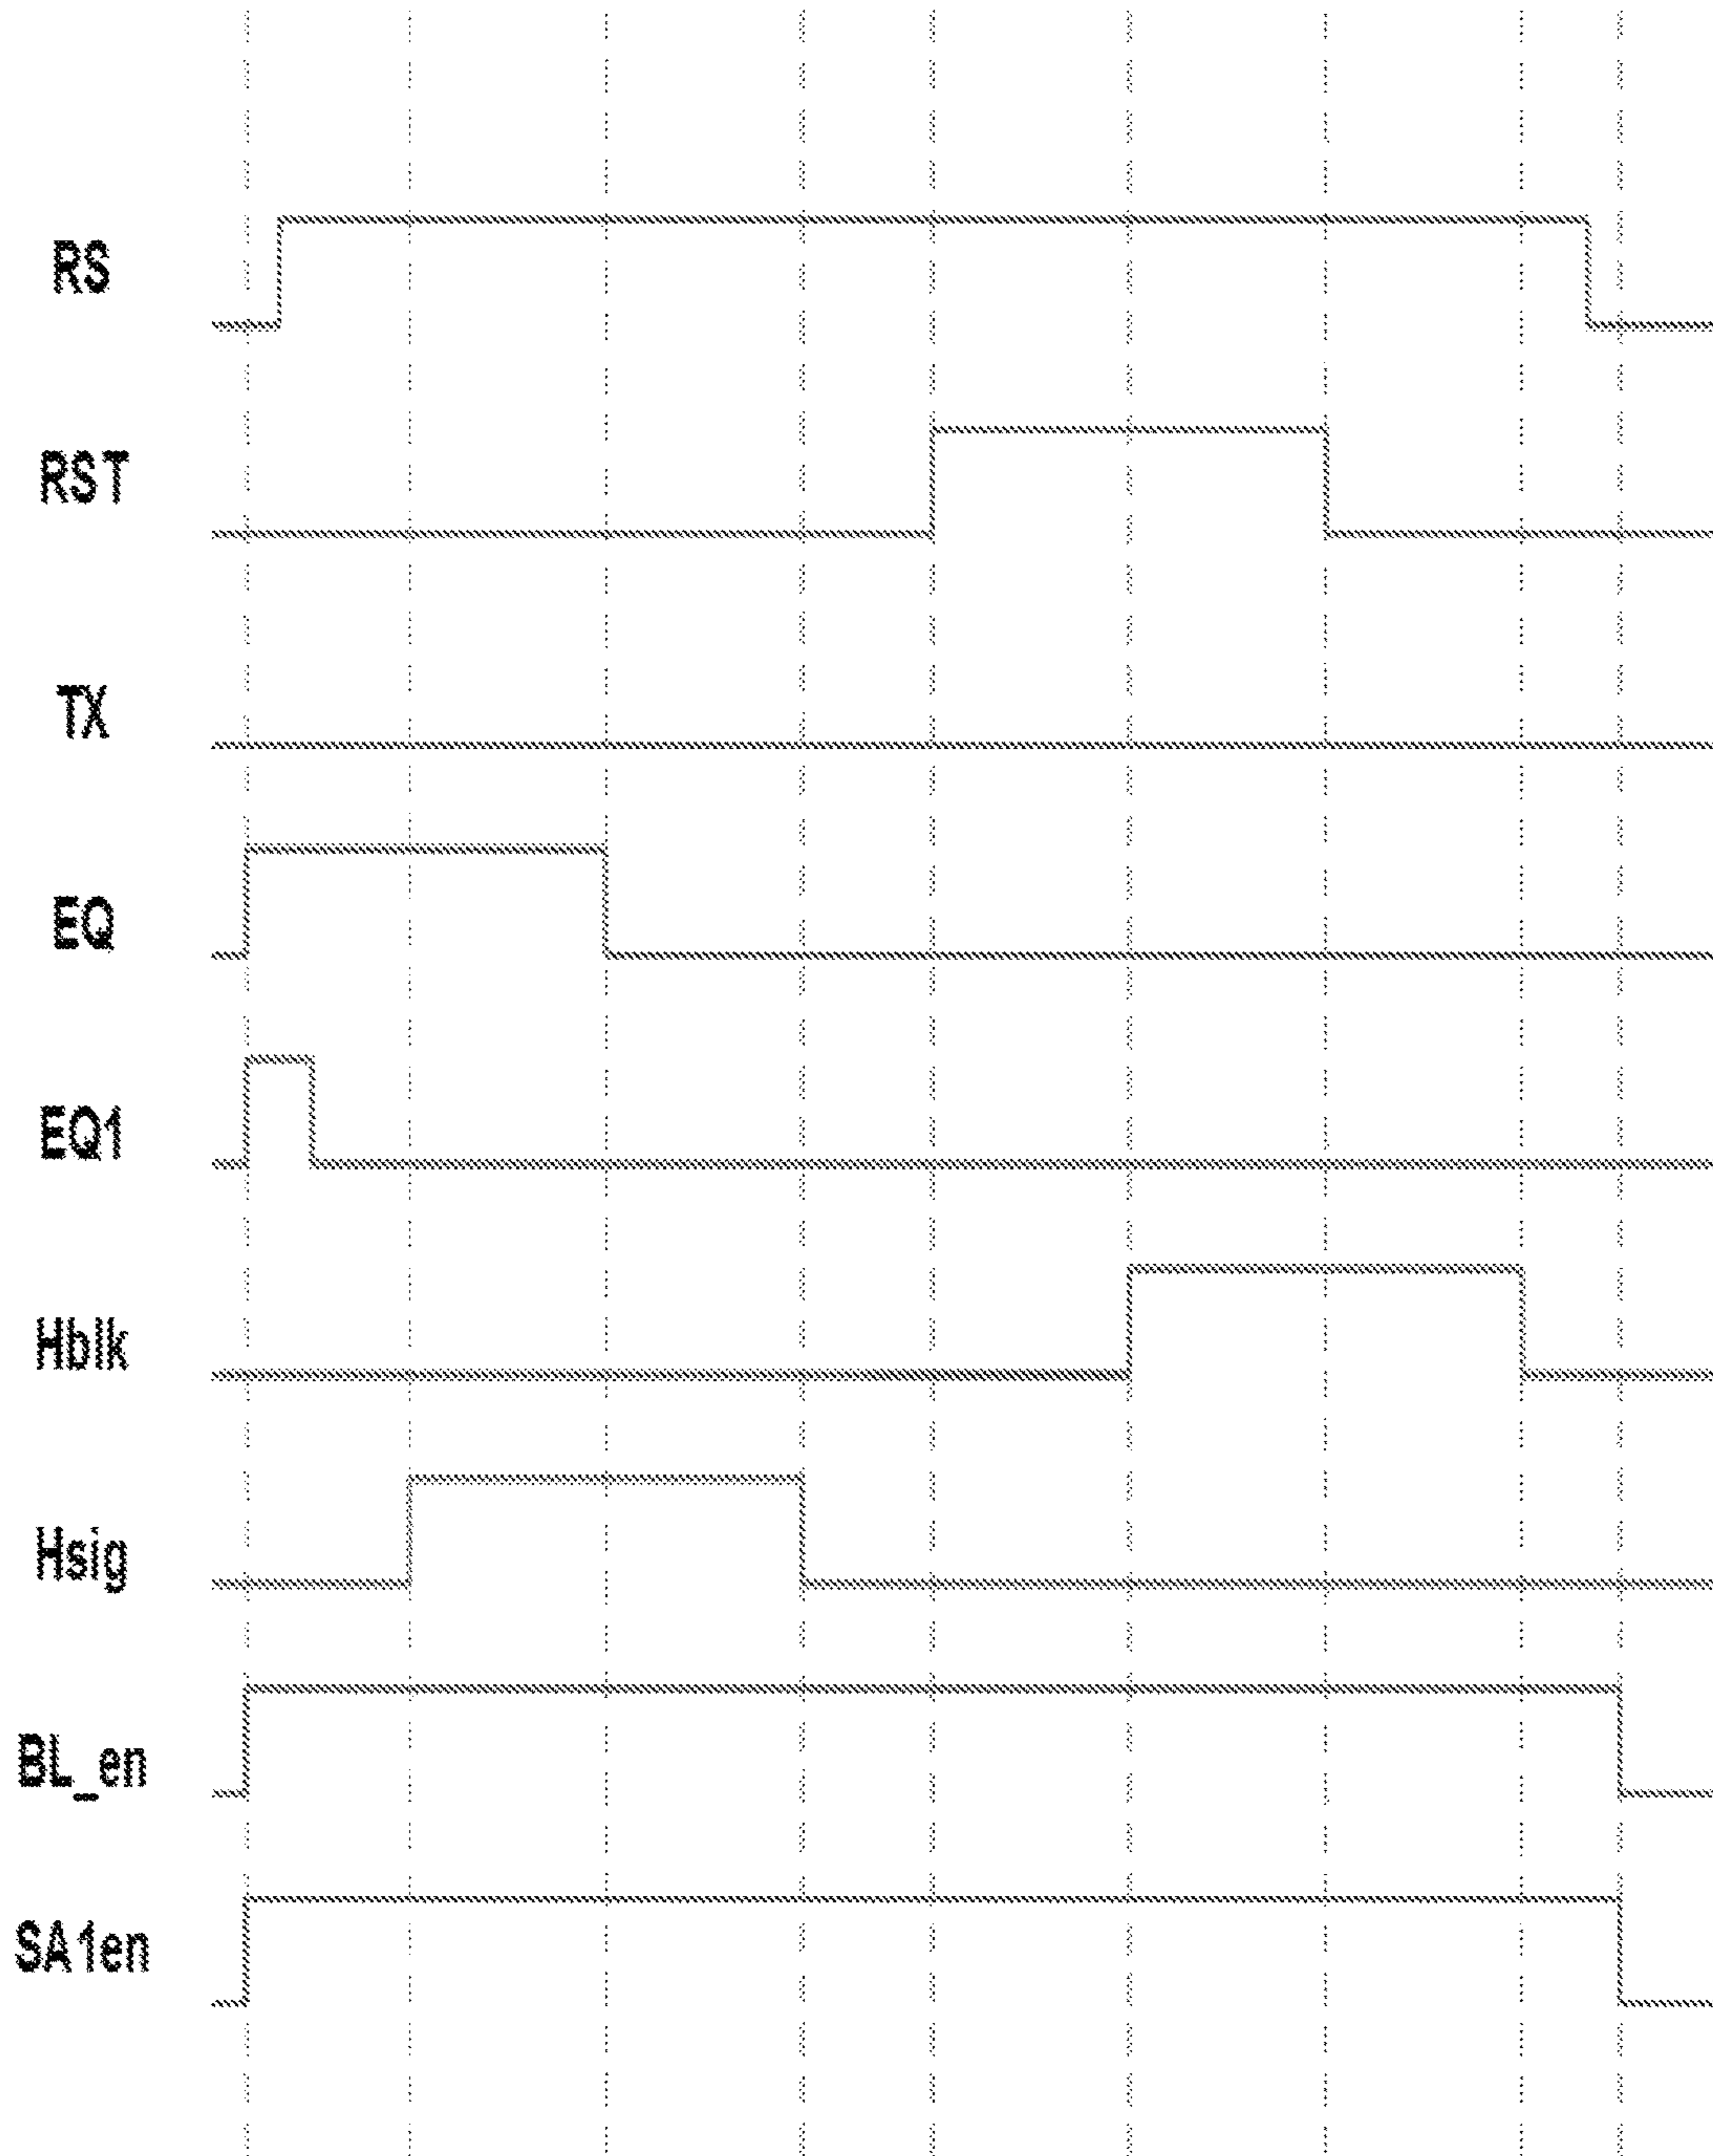 RS
RST
TX
EQ
EQ1
Hblk
Hsig
BL_en
SA1en